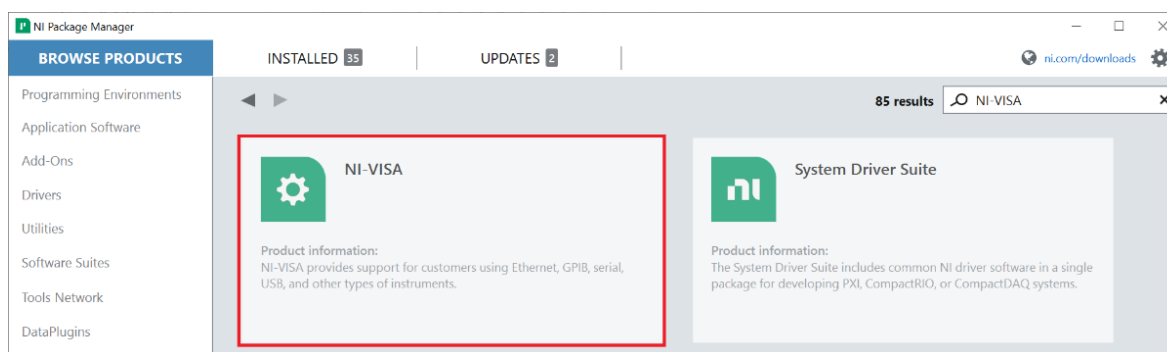 NI Package Manager
BROWSE PRODUCTS
INSTALLED 35
UPDATES 2
ni.com/downloads
Programming Environments
Application Software
Add-Ons
Drivers
Utilities
Software Suites
Tools Network
DataPlugins
85 results
NI-VISA
NI-VISA
Product information:
NI-VISA provides support for customers using Ethernet, GPIB, serial,
USB, and other types of instruments.
System Driver Suite
Product information:
The System Driver Suite includes common NI driver software in a single
package for developing PXI, CompactRIO, or CompactDAQ systems.